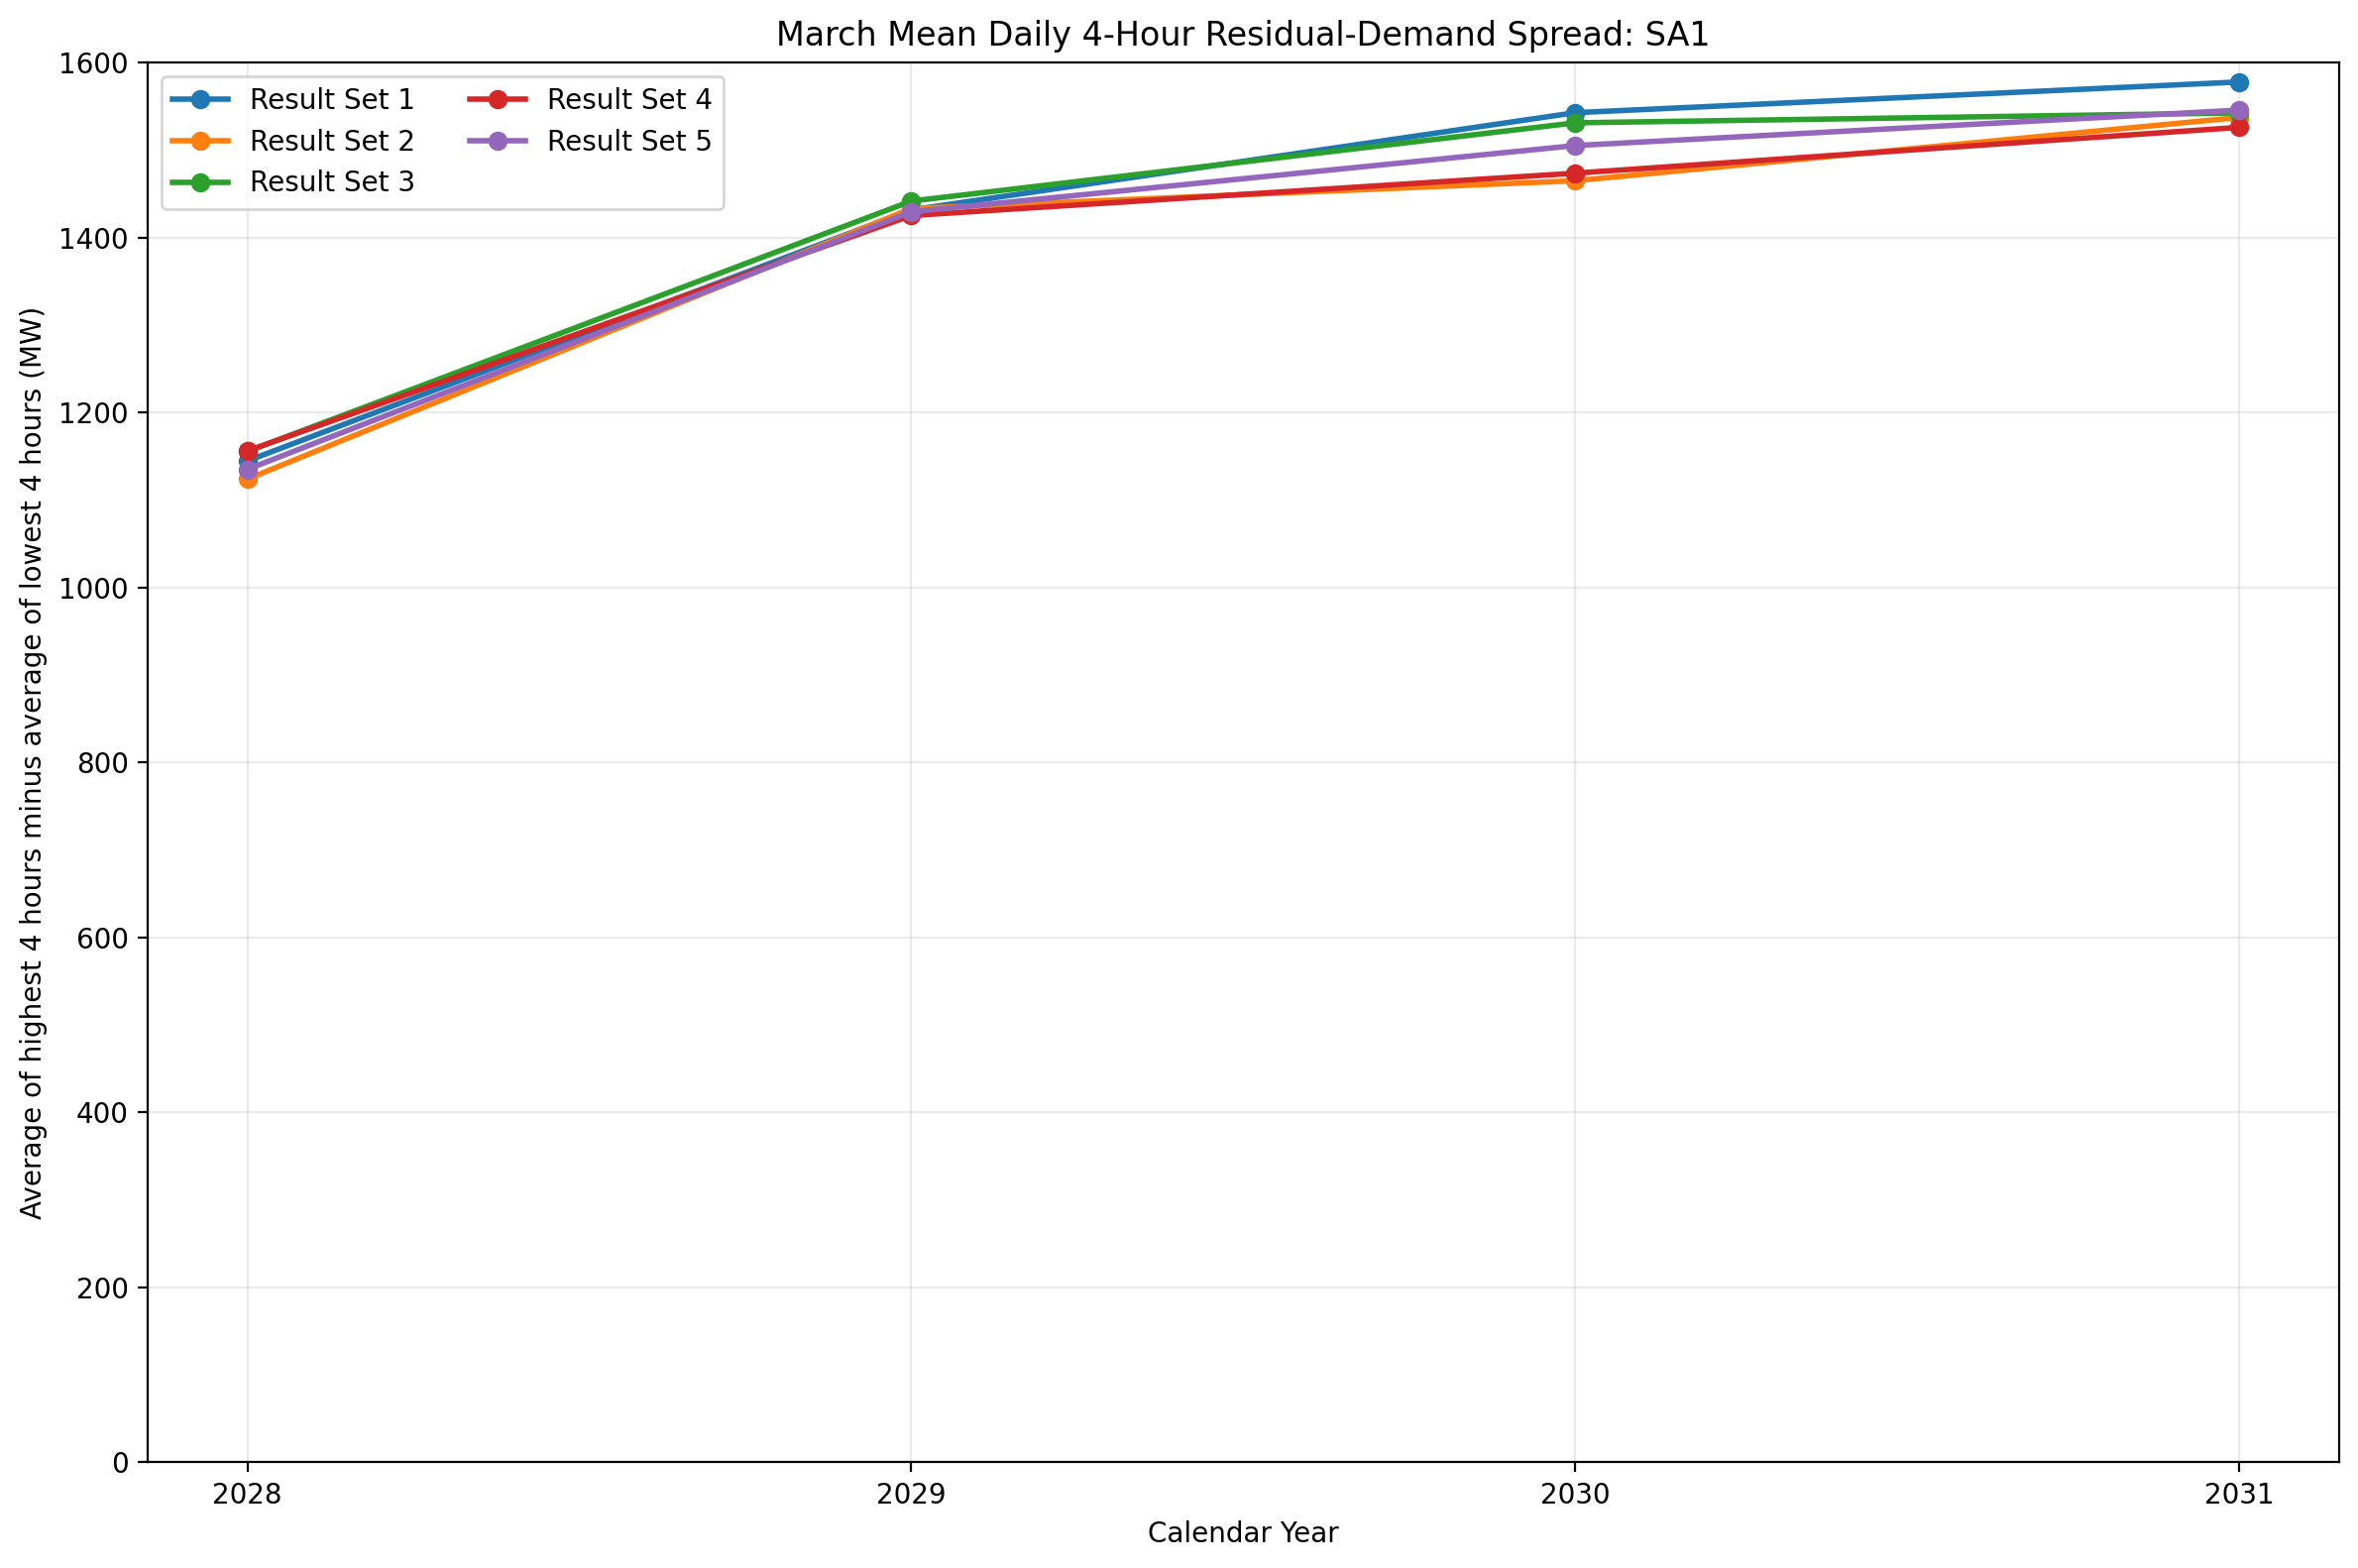 March Mean Daily 4-Hour Residual-Demand Spread: SA1
Average of highest 4 hours minus average of lowest 4 hours (MW)
1600
1400
1200
1000
800
600
400
200
0
Result Set 1
Result Set 2
Result Set 3
Result Set 4
Result Set 5
2028
2029
2030
2031
Calendar Year